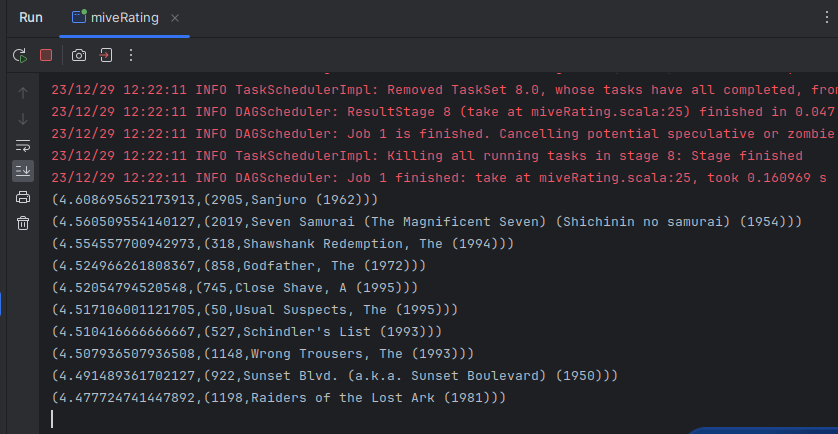 Run
miveRating
23/12/29 12:22:11 INFO TaskSchedulerImpl: Removed TaskSet 8.0, whose tasks have all completed, from
23/12/29 12:22:11 INFO DAGScheduler: ResultStage 8 (take at miveRating.scala:25) finished in 0.047
23/12/29 12:22:11 INFO DAGScheduler: Job 1 is finished. Cancelling potential speculative or zombie
23/12/29 12:22:11 INFO TaskSchedulerImpl: Killing all running tasks in stage 8: Stage finished
23/12/29 12:22:11 INFO DAGScheduler: Job 1 finished: take at miveRating.scala:25, took 0.160969 s
(4.608695652173913,(2905,Sanjuro (1962)))
(4.560509554140127,(2019,Seven Samurai (The Magnificent Seven) (Shichinin no samurai) (1954)))
(4.554557700942973,(318,Shawshank Redemption, The (1994)))
(4.524966261808367,(858,Godfather, The (1972)))
(4.52054794520548,(745,Close Shave, A (1995)))
(4.517106001121705,(50,Usual Suspects, The (1995)))
(4.510416666666667,(527,Schindler's List (1993)))
(4.507936507936508,(1148,Wrong Trousers, The (1993)))
(4.491489361702127,(922,Sunset Blvd. (a.k.a. Sunset Boulevard) (1950)))
(4.477724741447892,(1198,Raiders of the Lost Ark (1981)))